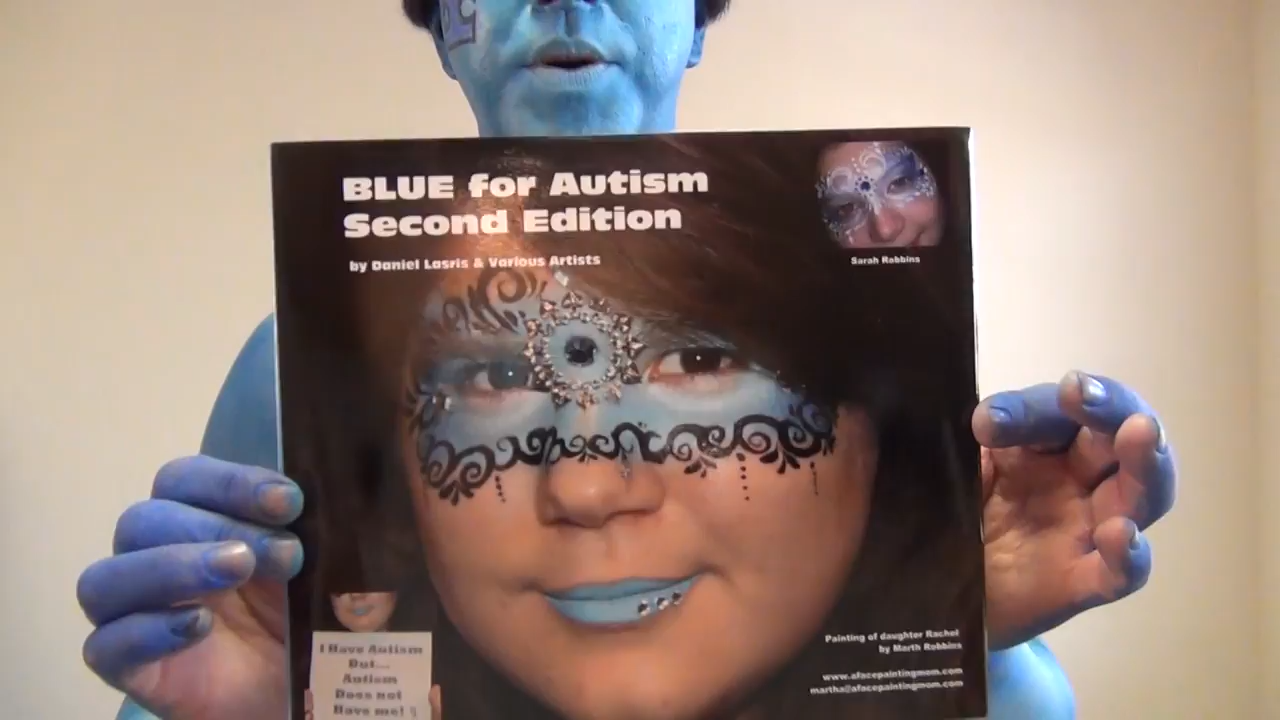 BLUE for Autism
Second Edition
by Daniel Lasris & Various Artists
Sarah Robbins
I Have Autism
But...
Autism
Does not
Have me!
Painting of daughter Rachel
by Marth Robbins
www.afacepaintingmom.com
martha@afacepaintingmom.com